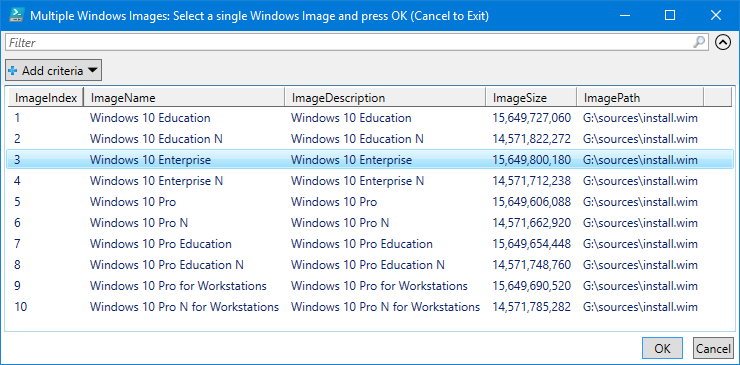 Multiple Windows Images: Select a single Windows Image and press OK (Cancel to Exit)
Filter
Add criteria
ImageIndex ImageName ImageDescription ImageSize ImagePath
1 Windows 10 Education Windows 10 Education 15,649,727,060 G:\sources\install.wim
2 Windows 10 Education N Windows 10 Education N 14,571,822,272 G:\sources\install.wim
3 Windows 10 Enterprise Windows 10 Enterprise 15,649,800,180 G:\sources\install.wim
4 Windows 10 Enterprise N Windows 10 Enterprise N 14,571,712,238 G:\sources\install.wim
5 Windows 10 Pro Windows 10 Pro 15,649,606,088 G:\sources\install.wim
6 Windows 10 Pro N Windows 10 Pro N 14,571,662,920 G:\sources\install.wim
7 Windows 10 Pro Education Windows 10 Pro Education 15,649,654,448 G:\sources\install.wim
8 Windows 10 Pro Education N Windows 10 Pro Education N 14,571,748,760 G:\sources\install.wim
9 Windows 10 Pro for Workstations Windows 10 Pro for Workstations 15,649,690,520 G:\sources\install.wim
10 Windows 10 Pro N for Workstations Windows 10 Pro N for Workstations 14,571,785,282 G:\sources\install.wim
OK Cancel